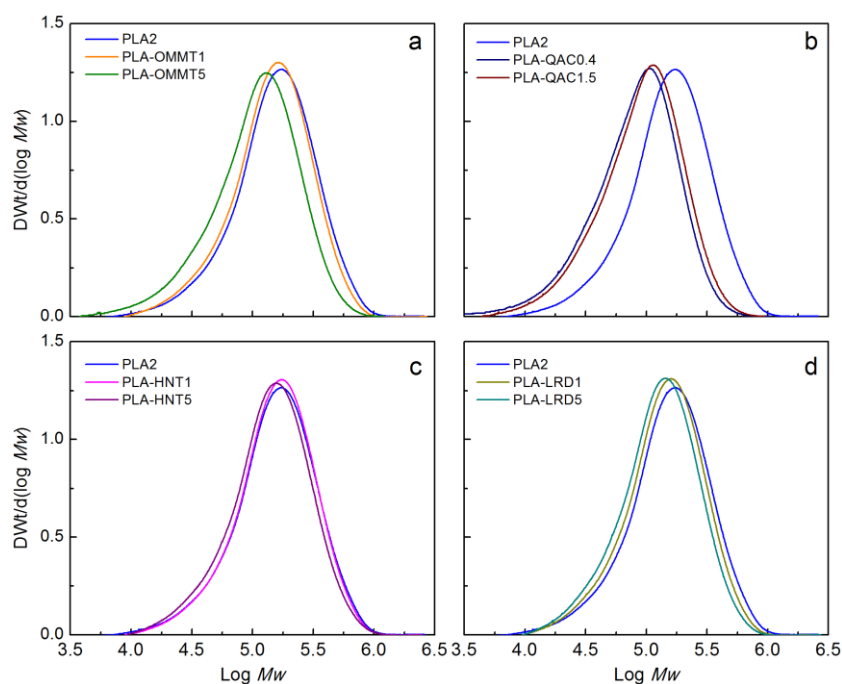 1.5
1.0
0.5
0.0
DWt/d(log Mw)
PLA2
PLA-OMMT1
PLA-OMMT5
a
PLA2
PLA-QAC0.4
PLA-QAC1.5
b
1.5
1.0
0.5
0.0
DWt/d(log Mw)
PLA2
PLA-HNT1
PLA-HNT5
c
PLA2
PLA-LRD1
PLA-LRD5
d
3.5 4.0 4.5 5.0 5.5 6.0 6.5
Log Mw
3.5 4.0 4.5 5.0 5.5 6.0 6.5
Log Mw